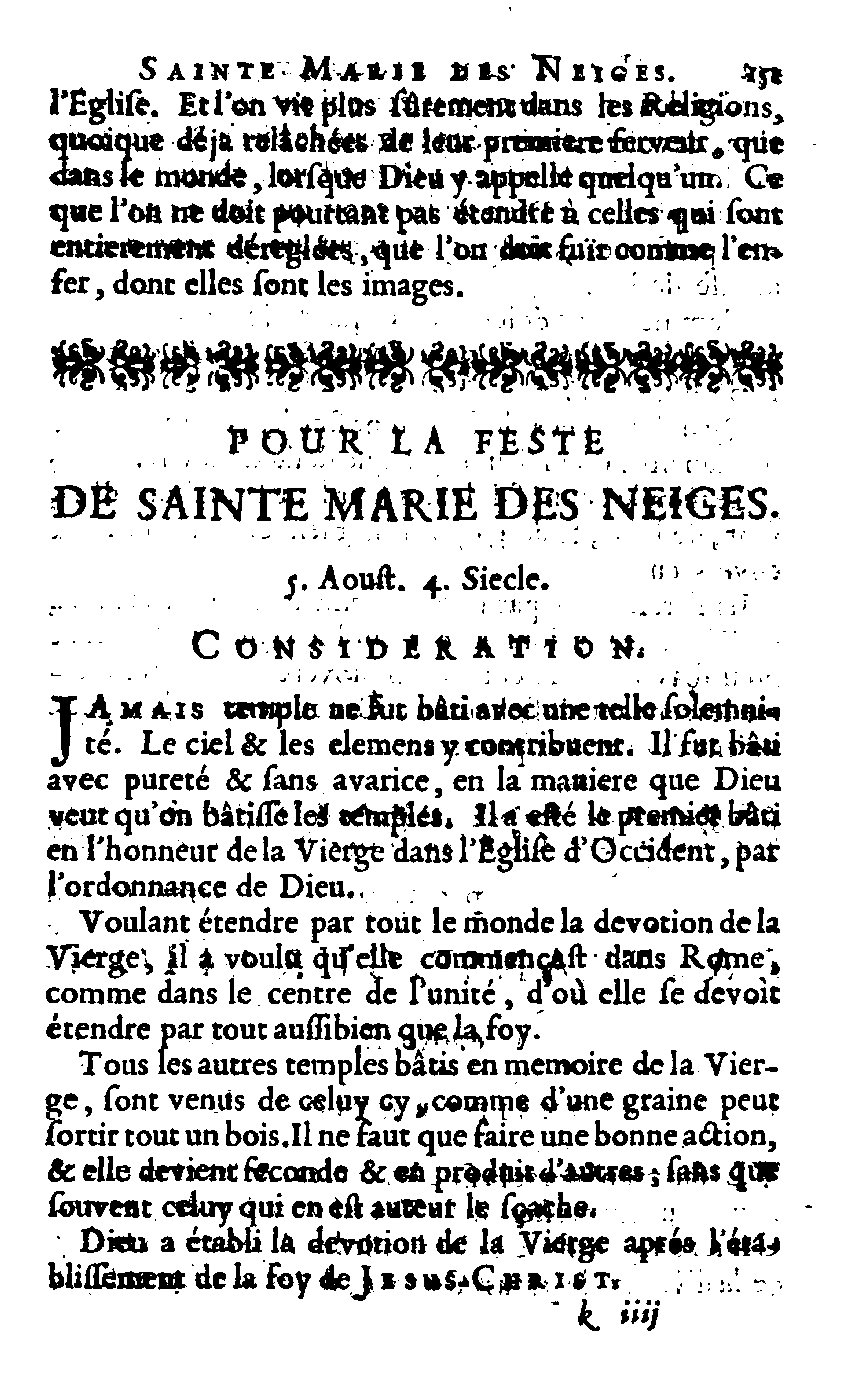 SAINTE MARIE DES NEIGES. 151
l'Egliſe. Et l'on vit plus ſûrement dans les Religions,
quoique déja relâchées de leur premiere ferveur, que
dans le monde, lorſque Dieu y appelle quelqu'un. Ce
que l'on ne doit pourtant pas étendre à celles qui ſont
entierement déreglées, que l'on doit fuir comme l'en-
fer, dont elles ſont les images.
POUR LA FESTE
DE SAINTE MARIE DES NEIGES.
5. Aouſt. 4. Siecle.
CONSIDERATION.
JAMAIS temple ne fut bâti avec une telle ſolemni-
té. Le ciel & les elemens y contribuent. Il fut bâti
avec pureté & ſans avarice, en la maniere que Dieu
veut qu'on bâtiſſe les temples. Il a eſté le premier bâti
en l'honneur de la Vierge dans l'Egliſe d'Occident, par
l'ordonnance de Dieu.
Voulant étendre par tout le monde la devotion de la
Vierge, il a voulu qu'elle commençaſt dans Rome,
comme dans le centre de l'unité, d'où elle ſe devoit
étendre par tout auſſibien que la foy.
Tous les autres temples bâtis en memoire de la Vier-
ge, ſont venus de celuy cy, comme d'une graine peut
ſortir tout un bois. Il ne faut que faire une bonne action,
& elle devient feconde & en produit d'autres; ſans que
ſouvent celuy qui en eſt auteur le ſçache.
Dieu a établi la devotion de la Vierge aprés l'éta-
bliſſement de la foy de JESUS-CHRIST.
k iiij